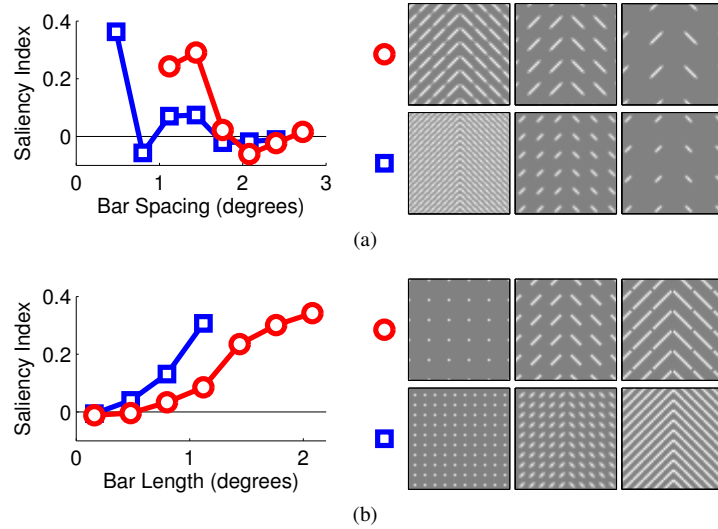 Saliency Index
0.4
0.2
0
0
1
2
3
Bar Spacing (degrees)
(a)
Saliency Index
0.4
0.2
0
0
1
2
Bar Length (degrees)
(b)